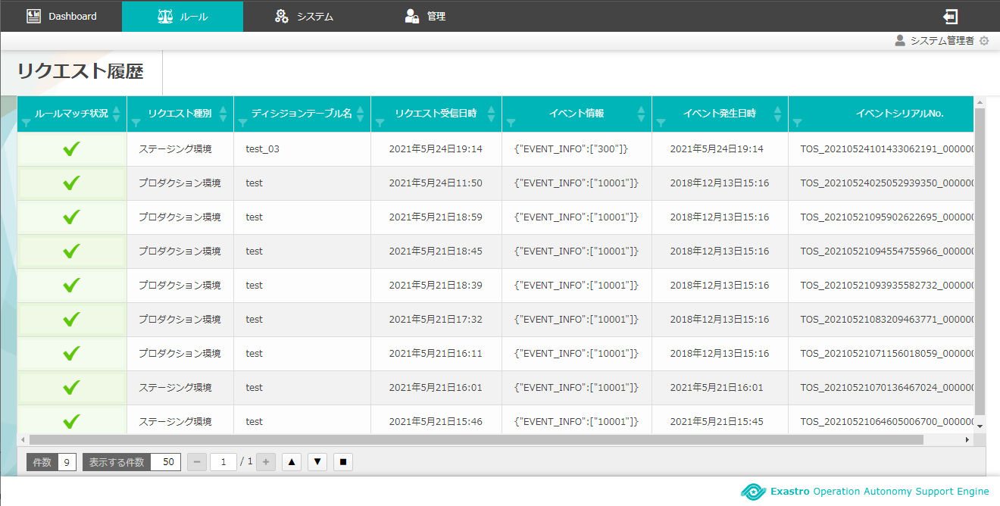 Dashboard ルール システム 管理
システム管理者
リクエスト履歴
ルールマッチ状況 リクエスト種別 ディシジョンテーブル名 リクエスト受信日時 イベント情報 イベント発生日時 イベントシリアルNo.
ステージング環境 test_03 2021年5月24日19:14 {"EVENT_INFO":["300"]} 2021年5月24日19:14 TOS_20210524101433062191_000000
プロダクション環境 test 2021年5月24日11:50 {"EVENT_INFO":["10001"]} 2018年12月13日15:16 TOS_20210524025052939350_000000
プロダクション環境 test 2021年5月21日18:59 {"EVENT_INFO":["10001"]} 2018年12月13日15:16 TOS_20210521095902622695_000000
プロダクション環境 test 2021年5月21日18:45 {"EVENT_INFO":["10001"]} 2018年12月13日15:16 TOS_20210521094554755966_000000
プロダクション環境 test 2021年5月21日18:39 {"EVENT_INFO":["10001"]} 2018年12月13日15:16 TOS_20210521093935582732_000000
プロダクション環境 test 2021年5月21日17:32 {"EVENT_INFO":["10001"]} 2018年12月13日15:16 TOS_20210521083209463771_000000
プロダクション環境 test 2021年5月21日16:11 {"EVENT_INFO":["10001"]} 2018年12月13日15:16 TOS_20210521071156018059_000000
ステージング環境 test 2021年5月21日16:01 {"EVENT_INFO":["10001"]} 2021年5月21日16:01 TOS_20210521070136467024_000000
ステージング環境 test 2021年5月21日15:46 {"EVENT_INFO":["10001"]} 2021年5月21日15:45 TOS_20210521064605006700_000000
件数 9 表示する件数 50 − 1 / 1 + ▲ ▼ ■
Exastro Operation Autonomy Support Engine